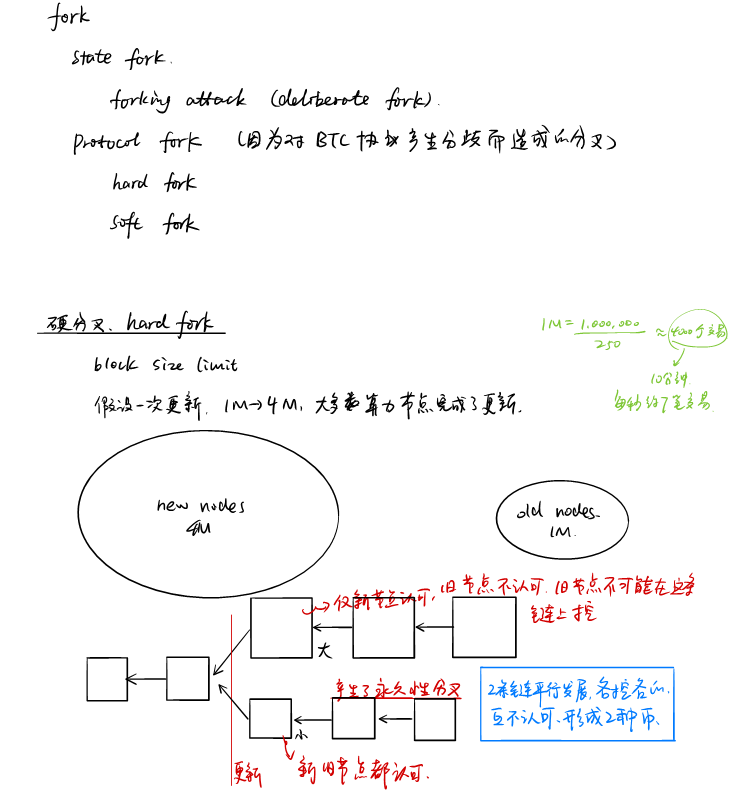 fork
state fork.
forking attack (deliberate fork).
protocol fork (因为对 BTC 协议产生分歧而造成的分叉)
hard fork
soft fork
硬分叉、hard fork
1M = 1,000,000 / 250 ≈ 4000个交易
block size limit
10分钟
假设一次更新, 1M→4M, 大多数算力节点完成了更新.
每秒约7笔交易
new nodes
4M
old nodes.
1M.
仅新节点认可, 旧节点不认可. 旧节点不可能在这条
链上挖
大
产生了永久性分叉
2条链平行发展, 各挖各的.
互不认可、形成2种币、
小
更新
新旧节点都认可.